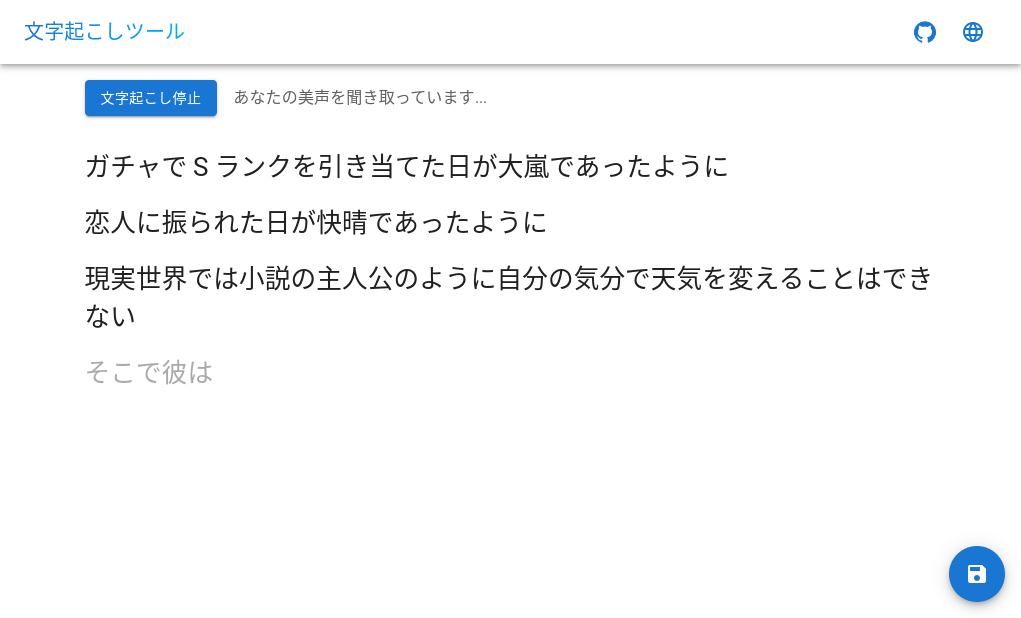 文字起こしツール
文字起こし停止
あなたの美声を聞き取っています...
ガチャで S ランクを引き当てた日が大嵐であったように
恋人に振られた日が快晴であったように
現実世界では小説の主人公のように自分の気分で天気を変えることはでき
ない
そこで彼は